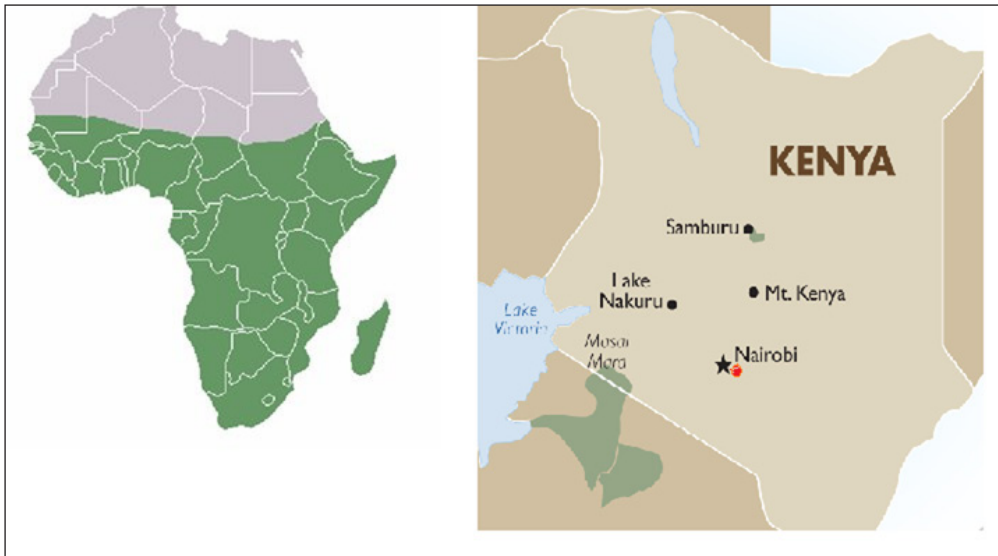 KENYA
Samburu
Lake
Nakuru
Mt. Kenya
Lake
Victoria
Masai
Mara
Nairobi